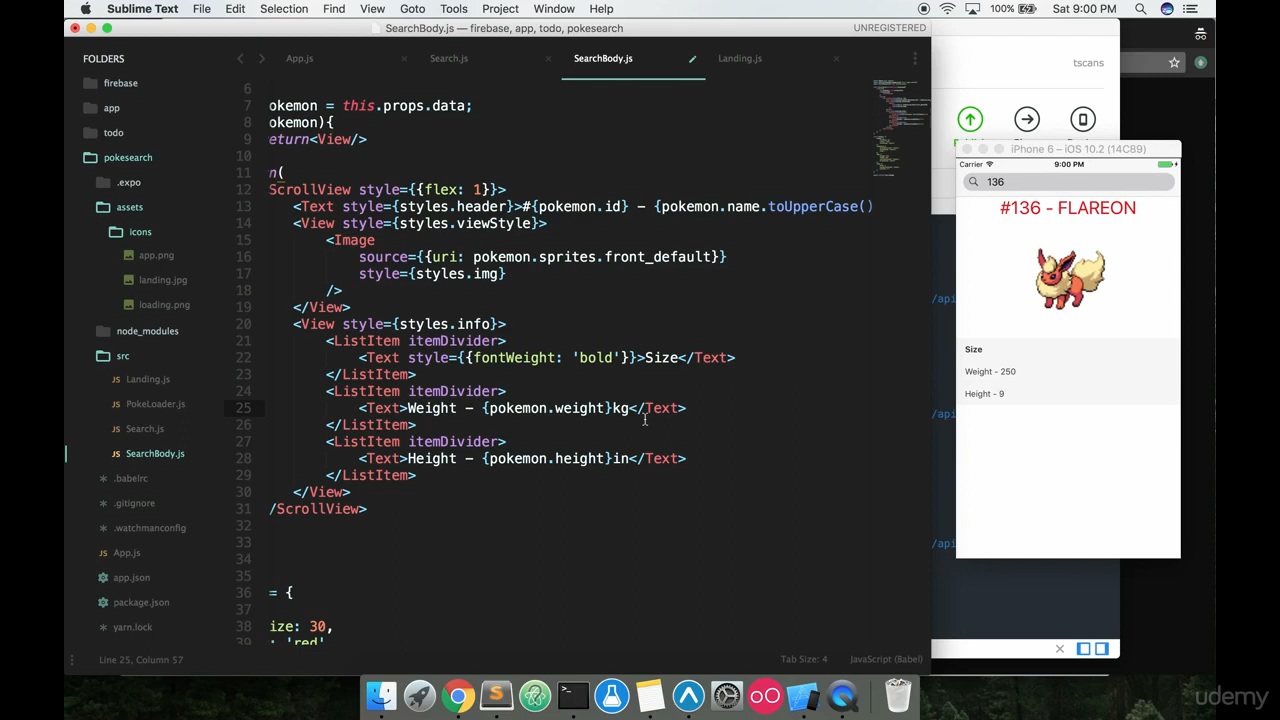 Sublime Text File Edit Selection Find View Goto Tools Project Window Help 100% Sat 9:00 PM
SearchBody.js — firebase, app, todo, pokesearch UNREGISTERED
FOLDERS
firebase
app
todo
pokesearch
.expo
assets
icons
app.png
landing.jpg
loading.png
node_modules
src
Landing.js
PokeLoader.js
Search.js
SearchBody.js
.babelrc
.gitignore
.watchmanconfig
App.js
app.json
package.json
yarn.lock
App.js Search.js SearchBody.js Landing.js
6
7 okemon = this.props.data;
8 okemon){
9 eturn<View/>
10
11 n(
12 ScrollView style={{flex: 1}}>
13 <Text style={styles.header}>#{pokemon.id} - {pokemon.name.toUpperCase()
14 <View style={styles.viewStyle}>
15 <Image
16 source={{uri: pokemon.sprites.front_default}}
17 style={styles.img}
18 />
19 </View>
20 <View style={styles.info}>
21 <ListItem itemDivider>
22 <Text style={{fontWeight: 'bold'}}>Size</Text>
23 </ListItem>
24 <ListItem itemDivider>
25 <Text>Weight - {pokemon.weight}kg</Text>
26 </ListItem>
27 <ListItem itemDivider>
28 <Text>Height - {pokemon.height}in</Text>
29 </ListItem>
30 </View>
31 /ScrollView>
32
33
34
35
36 = {
37
38 ize: 30,
39 : 'red'
Line 25, Column 57 Tab Size: 4 JavaScript (Babel)
tscans
iPhone 6 – iOS 10.2 (14C89)
Carrier 9:00 PM
136
#136 - FLAREON
Size
Weight - 250
Height - 9
/api
/api
/api
udemy